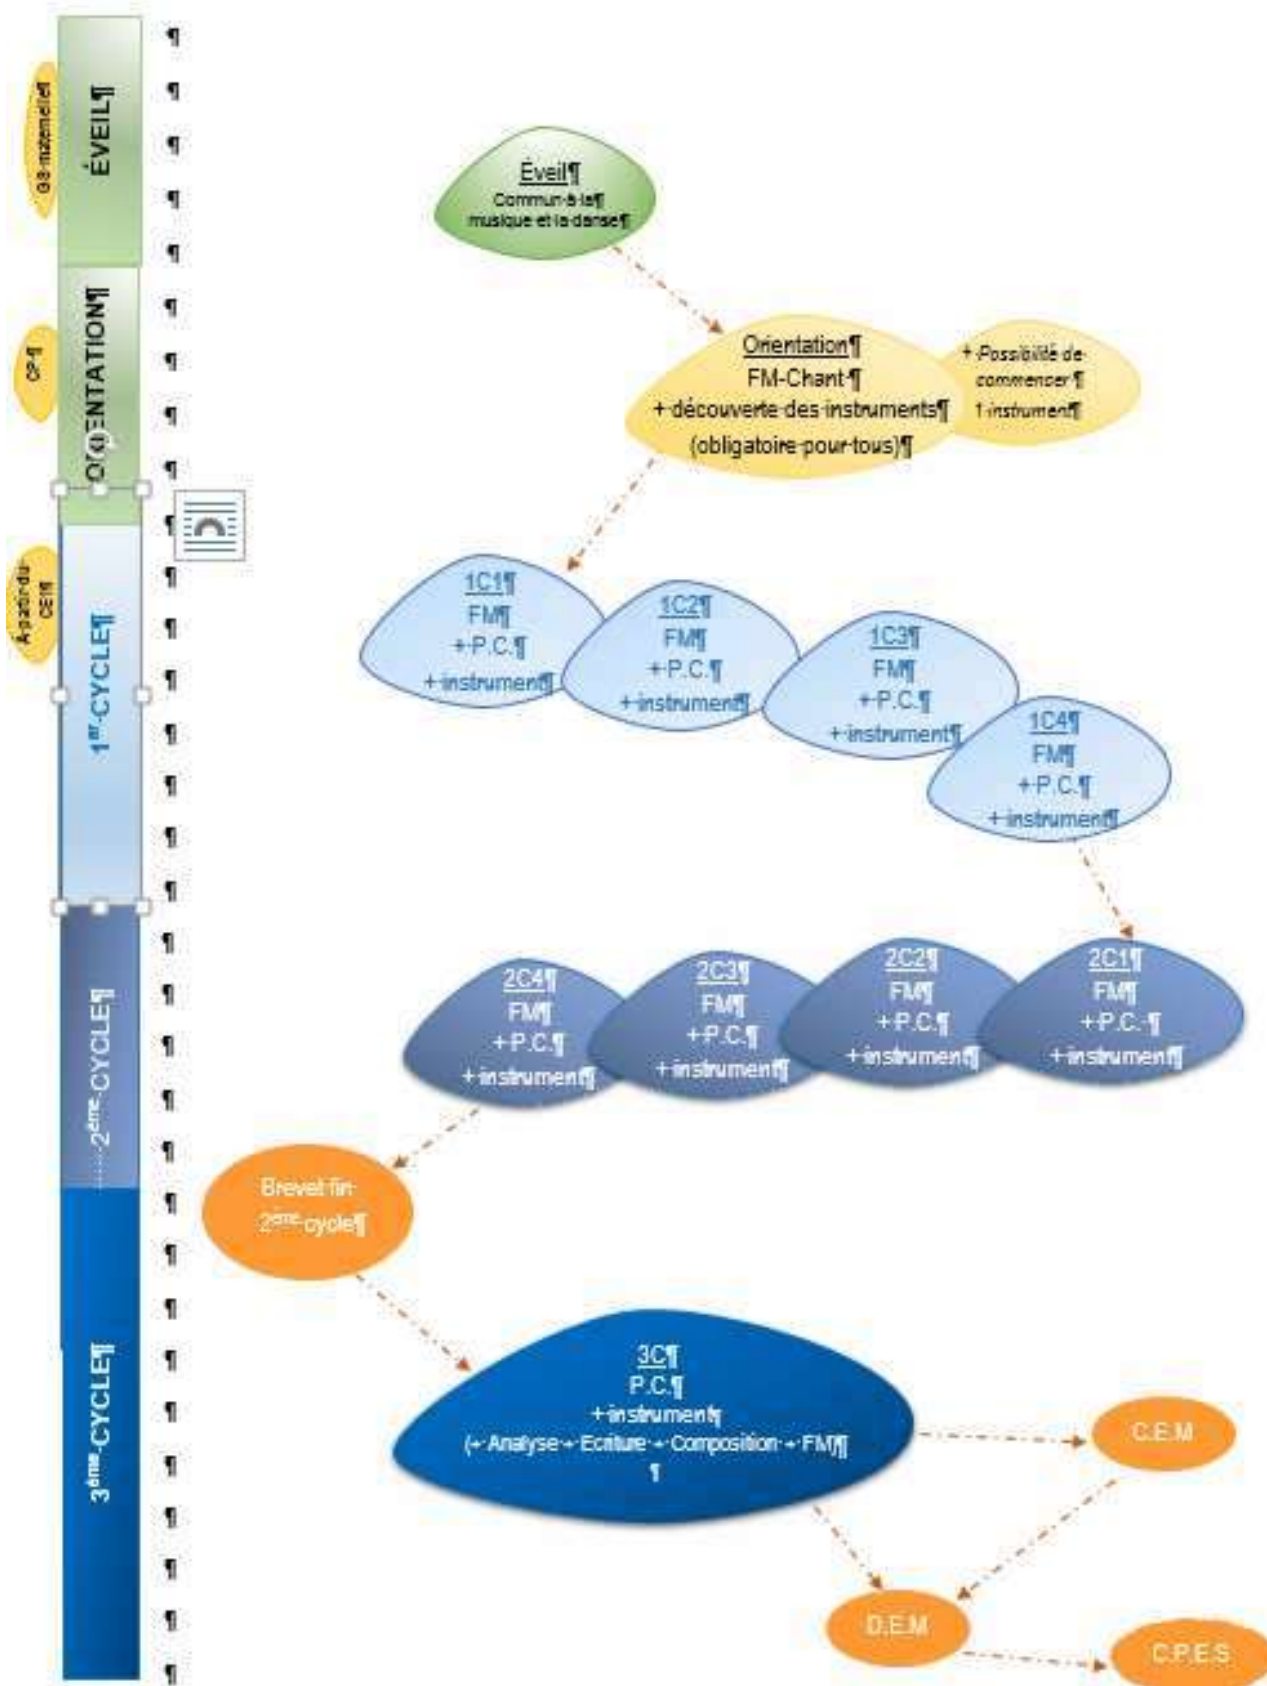 ÉVEIL¶
GS·maternelle¶
ORIENTATION¶
CP·¶
1er·CYCLE¶
À·patir·du·
CE1¶
2ème·CYCLE¶
3ème·CYCLE¶
Éveil¶
Commun·à·la¶
musique·et·la·danse¶
Orientation¶
FM-Chant·¶
+·découverte·des·instruments¶
(obligatoire·pour·tous)¶
+·Possibilité·de·
commencer·¶
1·instrument¶
1C1¶
FM¶
+·P.C.¶
+·instrument¶
1C2¶
FM¶
+·P.C.¶
+·instrument¶
1C3¶
FM¶
+·P.C.¶
+·instrument¶
1C4¶
FM¶
+·P.C.¶
+·instrument¶
2C4¶
FM¶
+·P.C.¶
+·instrument¶
2C3¶
FM¶
+·P.C.¶
+·instrument¶
2C2¶
FM¶
+·P.C.¶
+·instrument¶
2C1¶
FM¶
+·P.C.·¶
+·instrument¶
Brevet fin·
2ème·cycle¶
3C¶
P.C.¶
+·instrument¶
(+·Analyse·+·Ecriture·+·Composition·+·FM)¶
¶
C.E.M
D.E.M
C.P.E.S